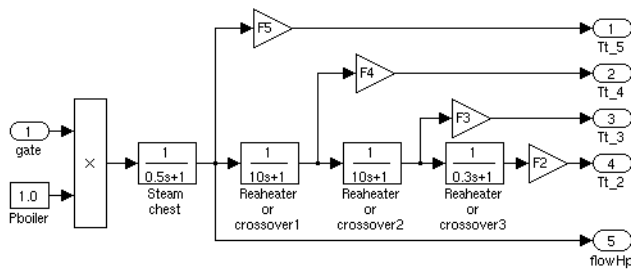 F5
1
Tt_5
F4
2
Tt_4
1
gate
×
F3
3
Tt_3
1
0.5s+1
Steam
chest
1
10s+1
Reaheater
or
crossover1
1
10s+1
Reaheater
or
crossover2
1
0.3s+1
Reaheater
or
crossover3
F2
4
Tt_2
1.0
Pboiler
5
flowHp